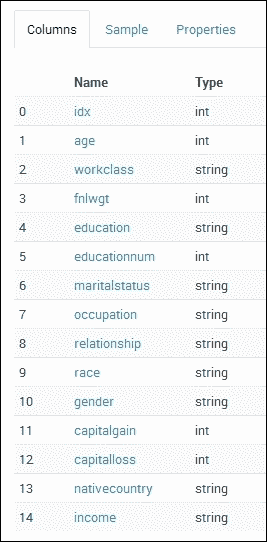 Columns Sample Properties
Name Type
0 idx int
1 age int
2 workclass string
3 fnlwgt int
4 education string
5 educationnum int
6 maritalstatus string
7 occupation string
8 relationship string
9 race string
10 gender string
11 capitalgain int
12 capitalloss int
13 nativecountry string
14 income string